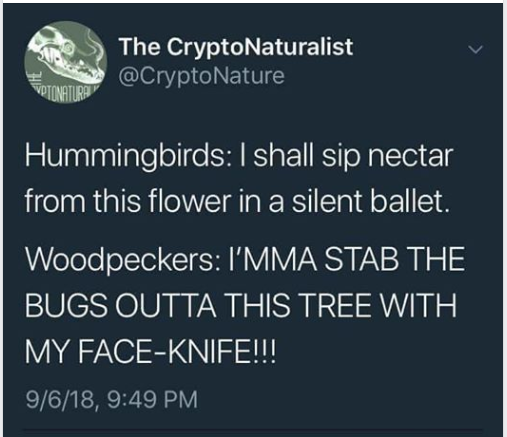 The CryptoNaturalist
@CryptoNature
THE
Hummingbirds: I shall sip nectar
from this flower in a silent ballet.
Woodpeckers: I'MMA STAB THE
BUGS OUTTA THIS TREE WITH
MY FACE-KNIFE!!!
9/6/18, 9:49 PM